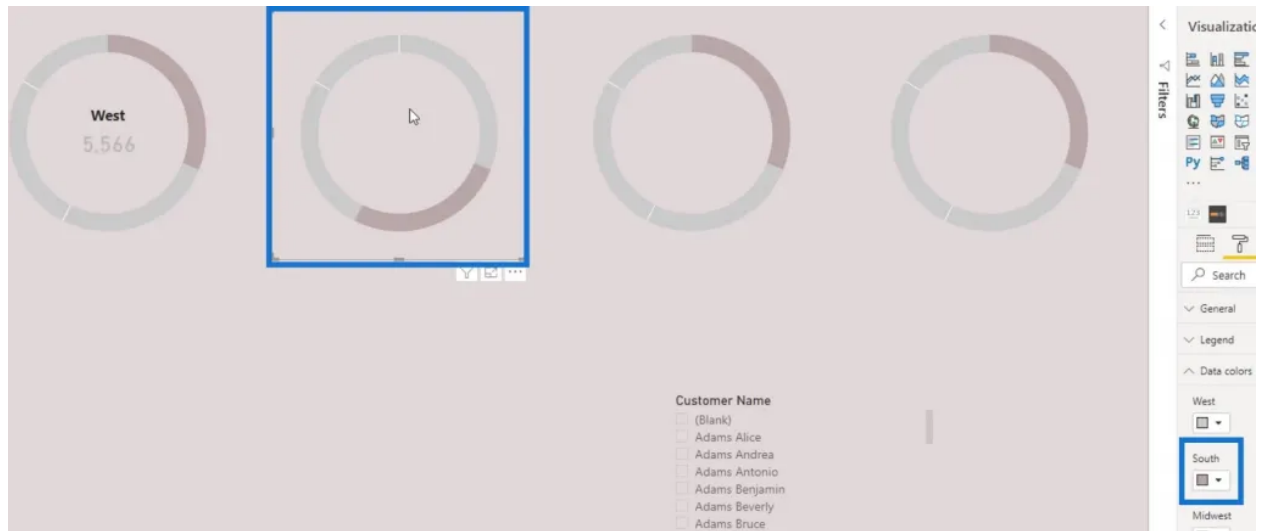 West
5,566
Filters
Visualizatio
Py
123
Search
General
Legend
Data colors
West
South
Midwest
Customer Name
(Blank)
Adams Alice
Adams Andrea
Adams Antonio
Adams Benjamin
Adams Beverly
Adams Bruce